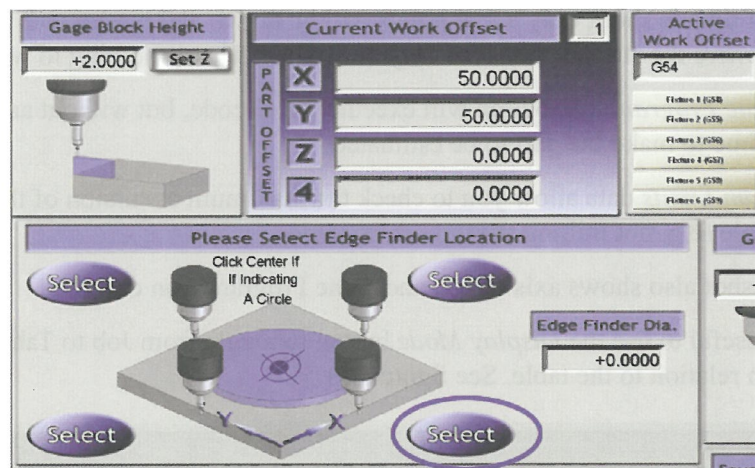 Gage Block Height
+2.0000 Set Z
Current Work Offset 1
PART OFFSET
X 50.0000
Y 50.0000
Z 0.0000
4 0.0000
Active
Work Offset
G54
Fixture 1 (G54)
Fixture 2 (G55)
Fixture 3 (G56)
Fixture 4 (G57)
Fixture 5 (G58)
Fixture 6 (G59)
Please Select Edge Finder Location
G
Select
Click Center If
If Indicating
A Circle
Select
Edge Finder Dia.
+0.0000
Y X
Select
Select